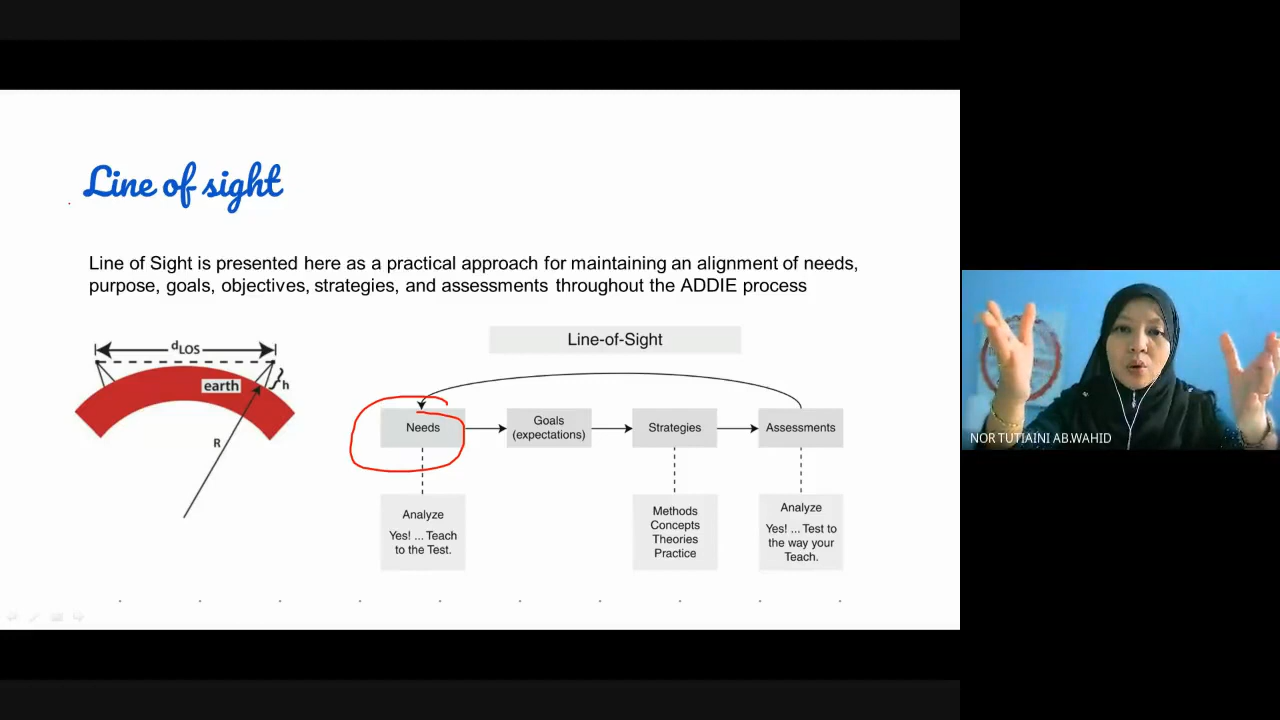 Line of sight
Line of Sight is presented here as a practical approach for maintaining an alignment of needs,
purpose, goals, objectives, strategies, and assessments throughout the ADDIE process
dLOS
earth
h
R
Line-of-Sight
Needs
Goals
(expectations)
Strategies
Assessments
Analyze
Yes! ... Teach
to the Test.
Methods
Concepts
Theories
Practice
Analyze
Yes! ... Test to
the way your
Teach.
NOR TUTIAINI AB.WAHID